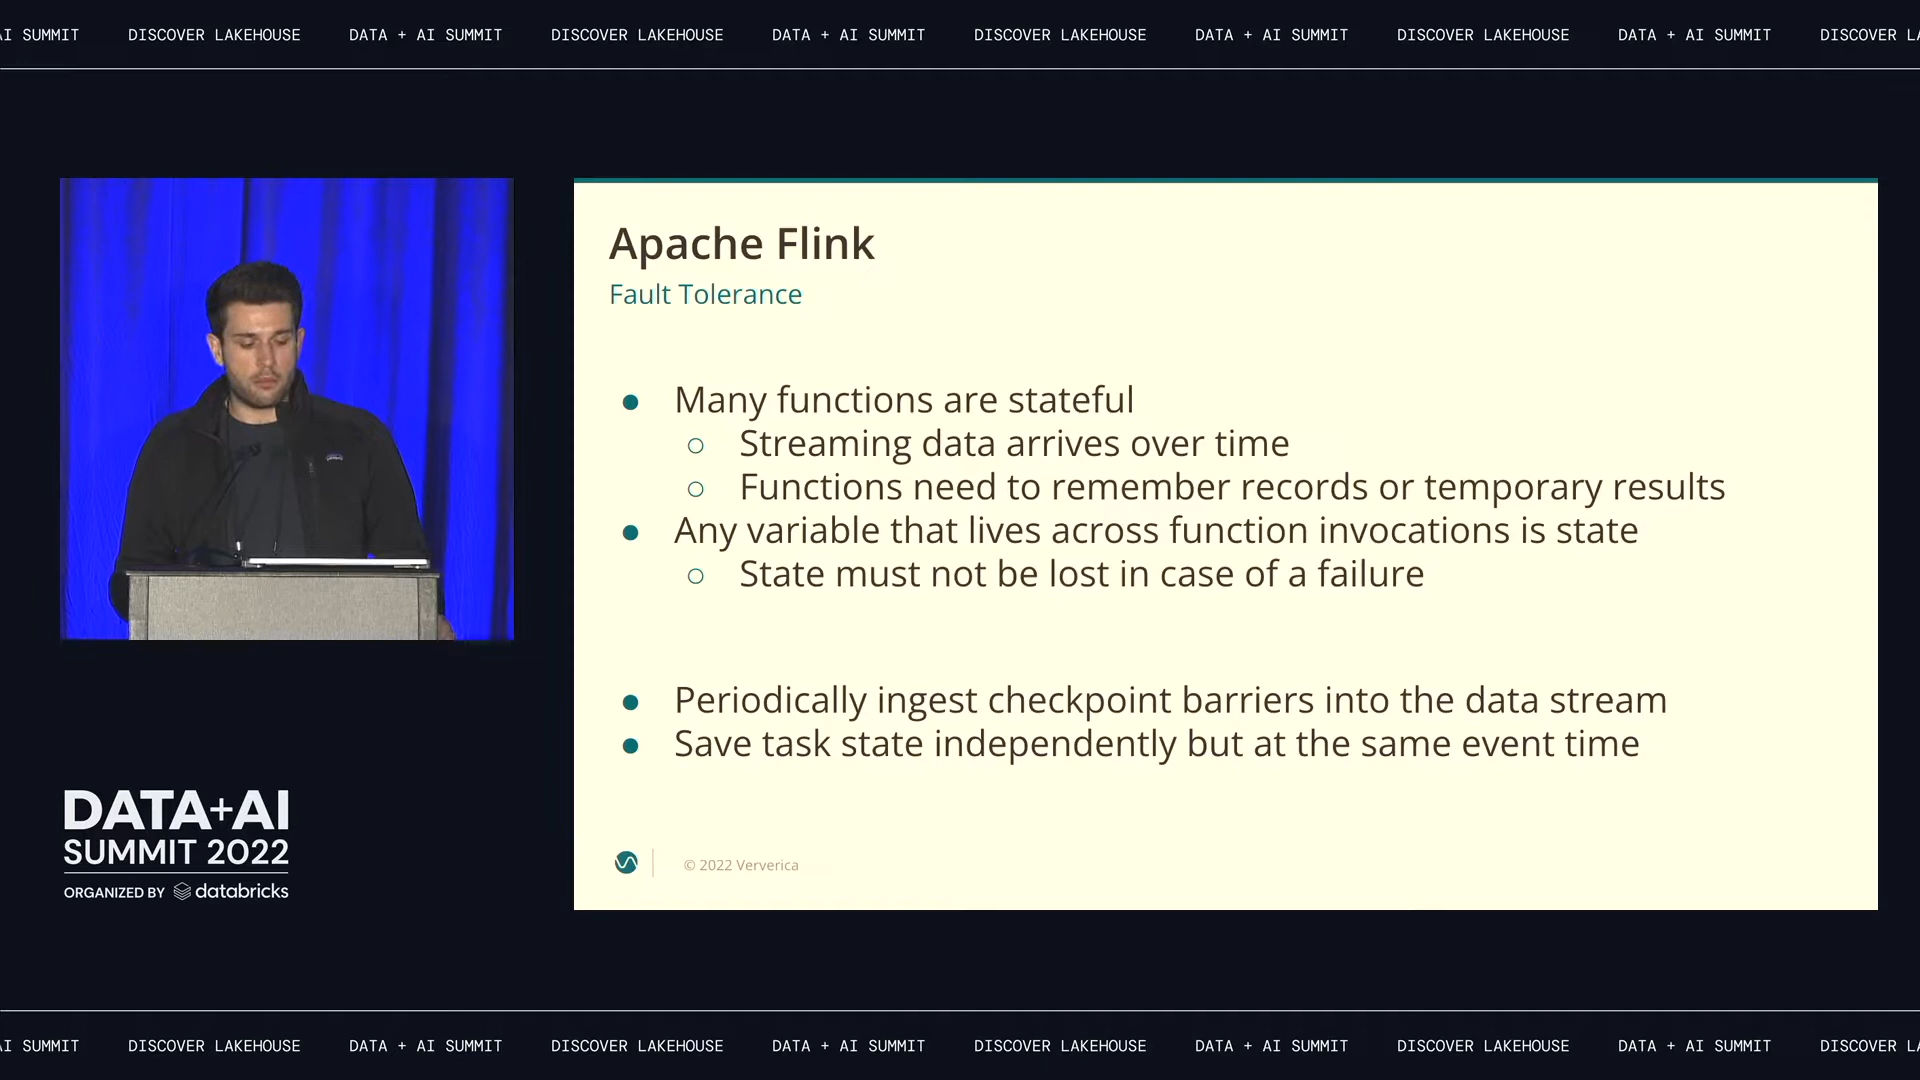 AI SUMMIT DISCOVER LAKEHOUSE DATA + AI SUMMIT DISCOVER LAKEHOUSE DATA + AI SUMMIT DISCOVER LAKEHOUSE DATA + AI SUMMIT DISCOVER LAKEHOUSE DATA + AI SUMMIT DISCOVER LA
Apache Flink
Fault Tolerance
● Many functions are stateful
○ Streaming data arrives over time
○ Functions need to remember records or temporary results
● Any variable that lives across function invocations is state
○ State must not be lost in case of a failure
● Periodically ingest checkpoint barriers into the data stream
● Save task state independently but at the same event time
© 2022 Ververica
DATA+AI
SUMMIT 2022
ORGANIZED BY databricks
AI SUMMIT DISCOVER LAKEHOUSE DATA + AI SUMMIT DISCOVER LAKEHOUSE DATA + AI SUMMIT DISCOVER LAKEHOUSE DATA + AI SUMMIT DISCOVER LAKEHOUSE DATA + AI SUMMIT DISCOVER LA